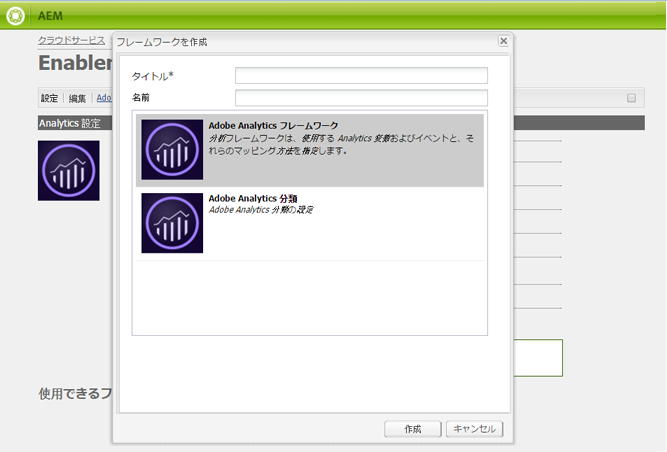 AEM
クラウドサービス
フレームワークを作成
Enabler
タイトル*
名前
設定 編集 Ado
Analytics 設定
Adobe Analytics フレームワーク
分析フレームワークは、使用する Analytics 変数およびイベントと、そ
れらのマッピング方法を指定します。
Adobe Analytics 分類
Adobe Analytics 分類の設定
使用できるフ
作成 キャンセル